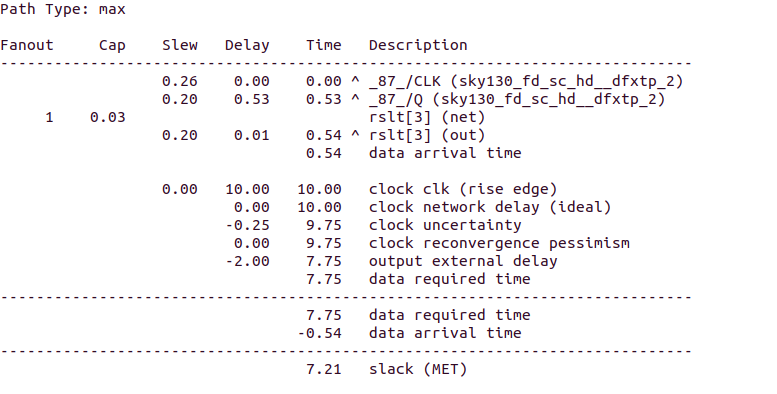 Path Type: max
Fanout     Cap    Slew   Delay    Time   Description
-----------------------------------------------------------------------------
                  0.26    0.00    0.00 ^ _87_/CLK (sky130_fd_sc_hd__dfxtp_2)
                  0.20    0.53    0.53 ^ _87_/Q (sky130_fd_sc_hd__dfxtp_2)
     1    0.03                           rslt[3] (net)
                  0.20    0.01    0.54 ^ rslt[3] (out)
                                  0.54   data arrival time
                  0.00   10.00   10.00   clock clk (rise edge)
                          0.00   10.00   clock network delay (ideal)
                         -0.25    9.75   clock uncertainty
                          0.00    9.75   clock reconvergence pessimism
                         -2.00    7.75   output external delay
                                  7.75   data required time
-----------------------------------------------------------------------------
                                  7.75   data required time
                                 -0.54   data arrival time
-----------------------------------------------------------------------------
                                  7.21   slack (MET)